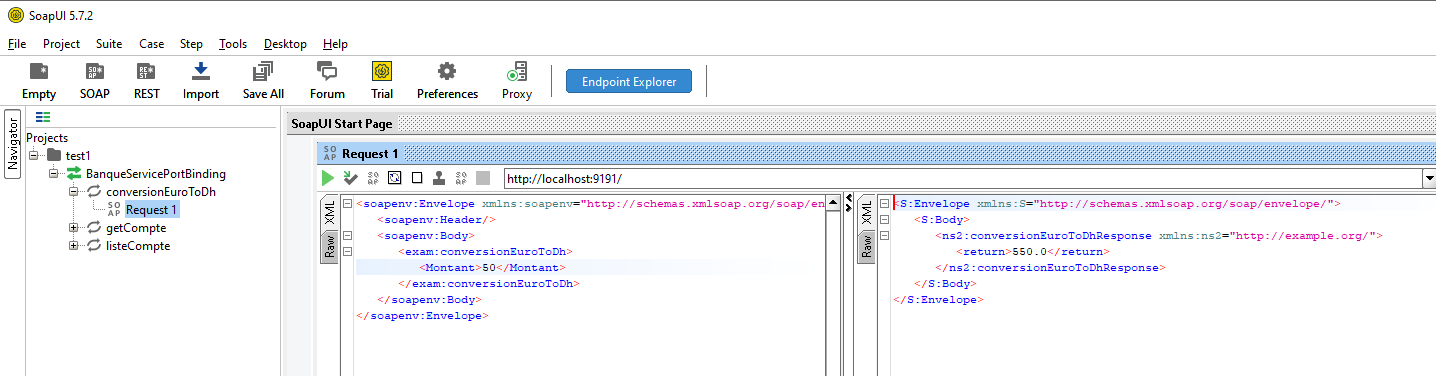 SoapUI 5.7.2
File Project Suite Case Step Tools Desktop Help
Empty SOAP REST Import Save All Forum Trial Preferences Proxy Endpoint Explorer
Navigator
Projects
test1
BanqueServicePortBinding
conversionEuroToDh
SO AP Request 1
getCompte
listeCompte
SoapUI Start Page
SO AP Request 1
http://localhost:9191/
XML
Raw
<soapenv:Envelope xmlns:soapenv="http://schemas.xmlsoap.org/soap/en
<soapenv:Header/>
<soapenv:Body>
<exam:conversionEuroToDh>
<Montant>50</Montant>
</exam:conversionEuroToDh>
</soapenv:Body>
</soapenv:Envelope>
XML
Raw
<S:Envelope xmlns:S="http://schemas.xmlsoap.org/soap/envelope/">
<S:Body>
<ns2:conversionEuroToDhResponse xmlns:ns2="http://example.org/">
<return>550.0</return>
</ns2:conversionEuroToDhResponse>
</S:Body>
</S:Envelope>